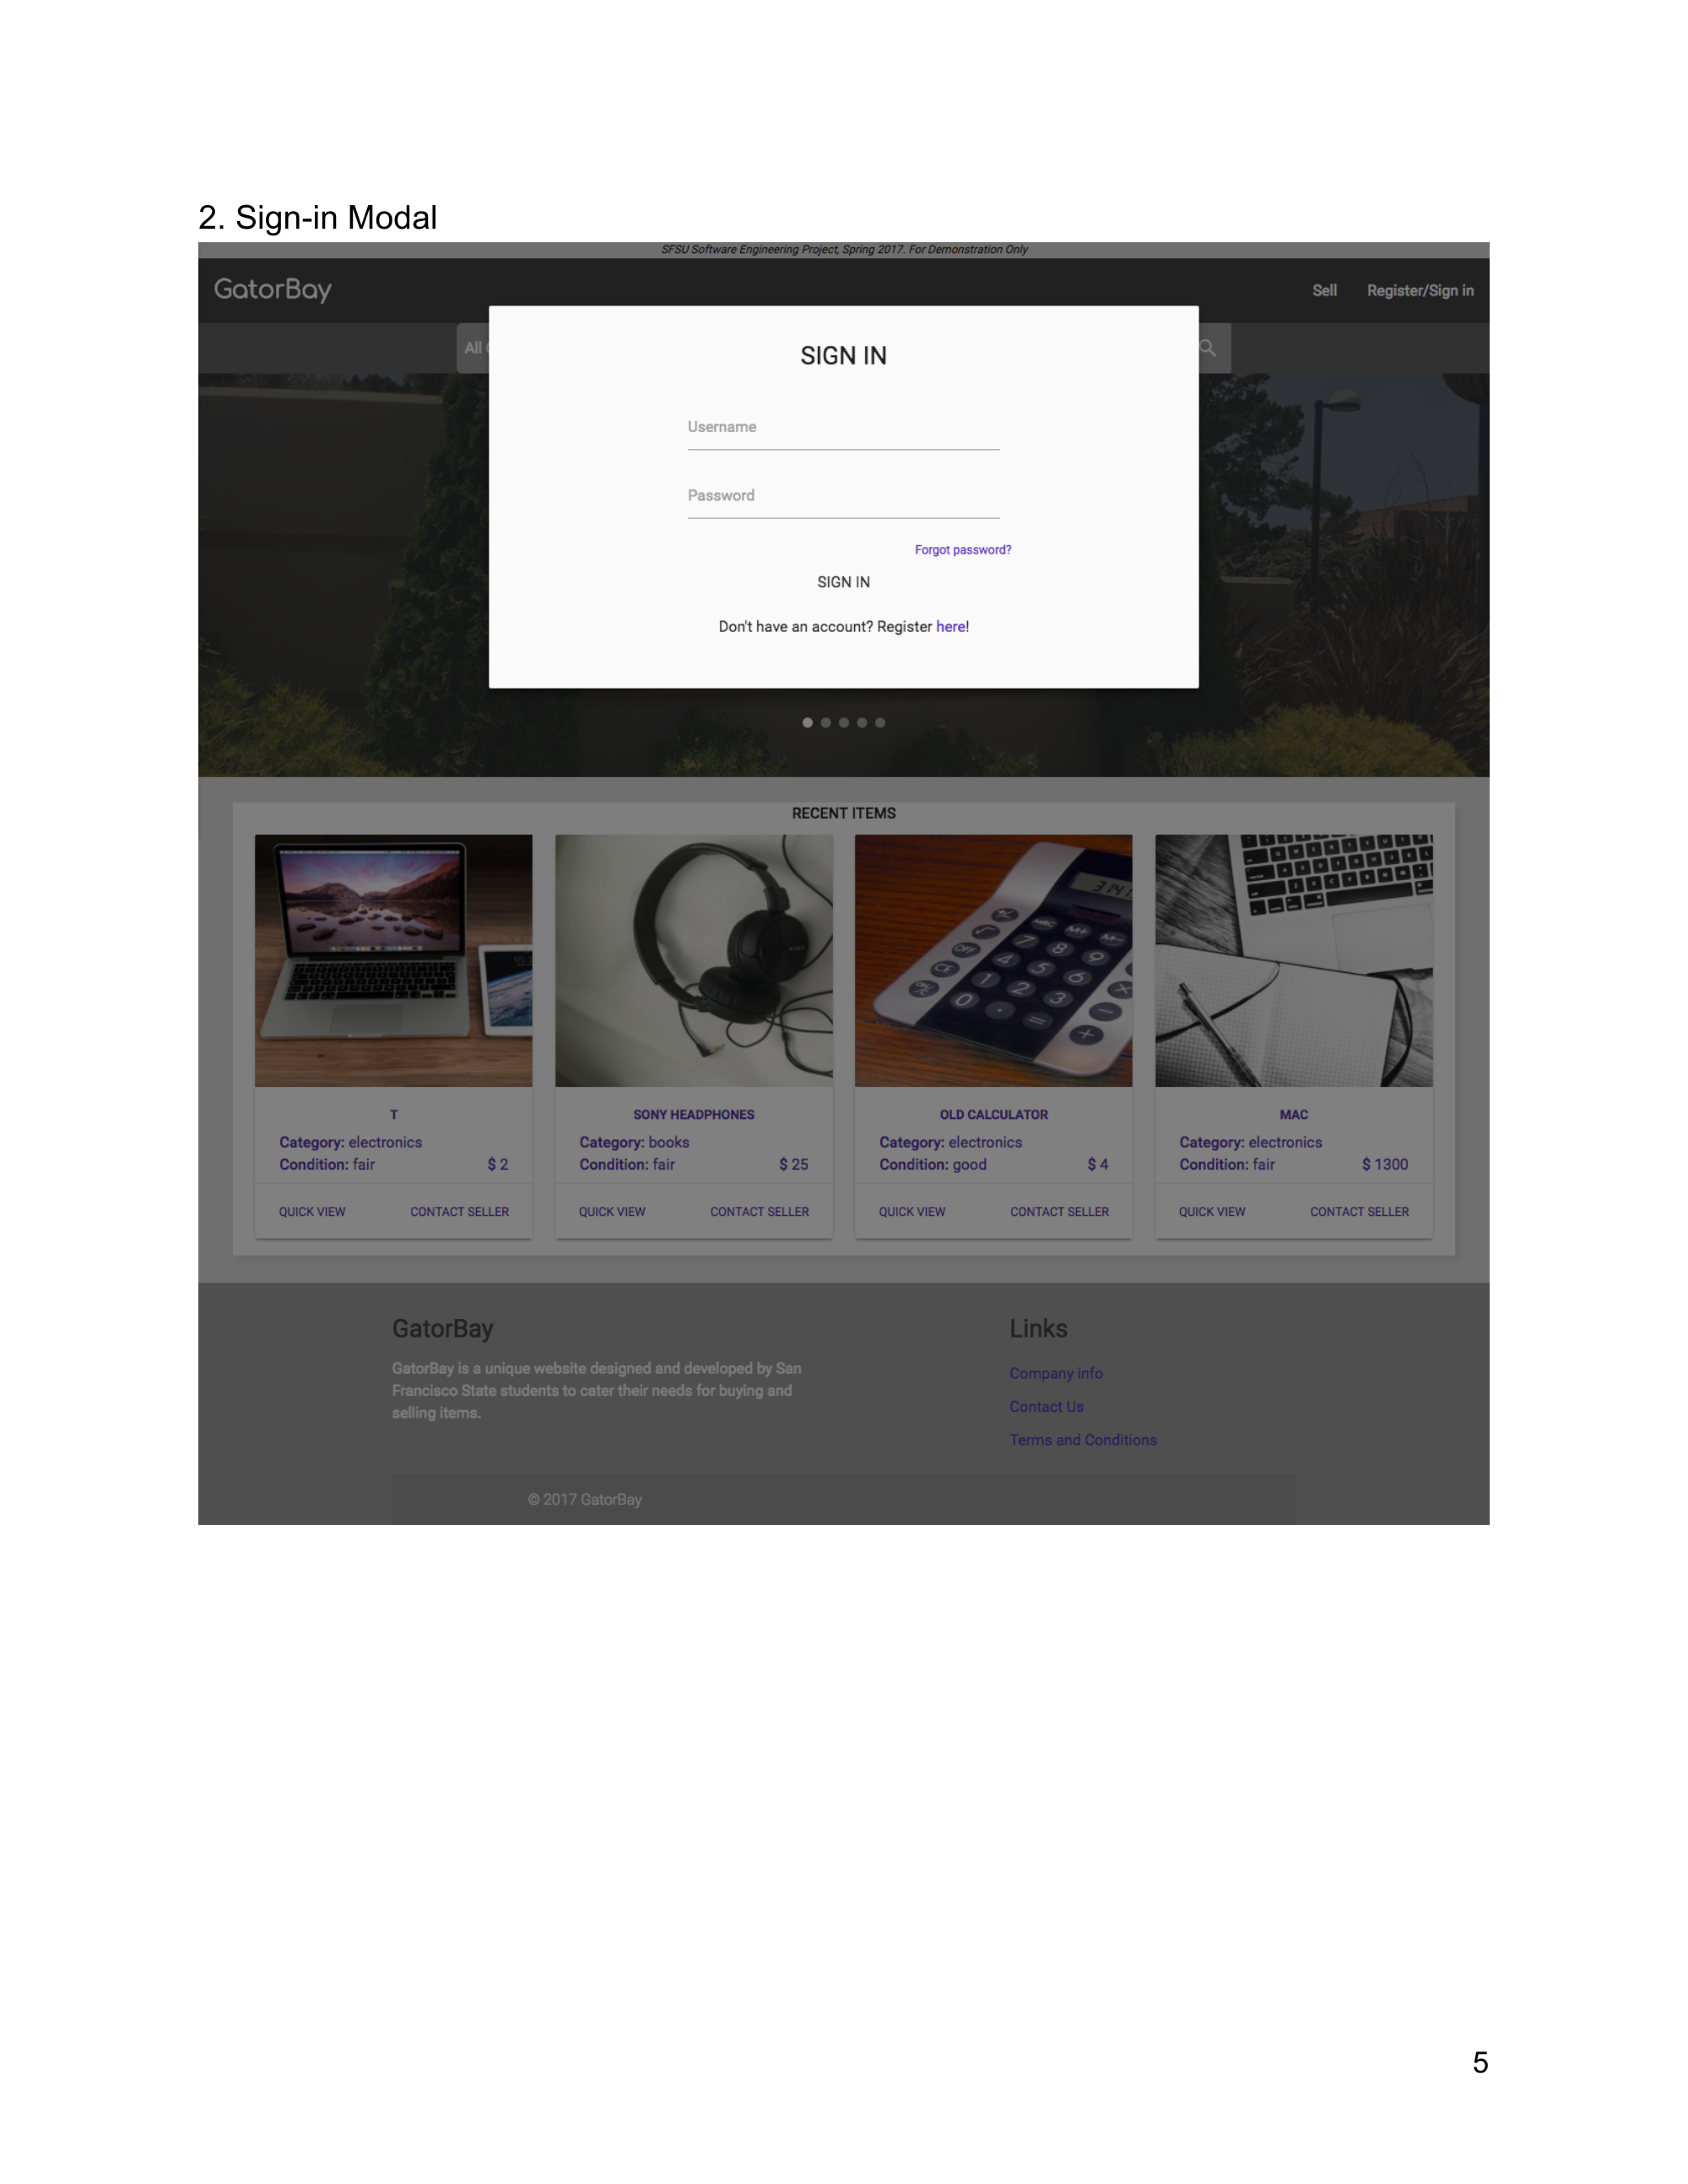 2. Sign-in Modal
SFSU Software Engineering Project, Spring 2017. For Demonstration Only
GatorBay
Sell
Register/Sign in
All
SIGN IN
Username
Password
Forgot password?
SIGN IN
Don't have an account? Register here!
RECENT ITEMS
T
Category: electronics
Condition: fair
$ 2
QUICK VIEW
CONTACT SELLER
SONY HEADPHONES
Category: books
Condition: fair
$ 25
QUICK VIEW
CONTACT SELLER
OLD CALCULATOR
Category: electronics
Condition: good
$ 4
QUICK VIEW
CONTACT SELLER
MAC
Category: electronics
Condition: fair
$ 1300
QUICK VIEW
CONTACT SELLER
GatorBay
GatorBay is a unique website designed and developed by San
Francisco State students to cater their needs for buying and
selling items.
Links
Company info
Contact Us
Terms and Conditions
© 2017 GatorBay
5